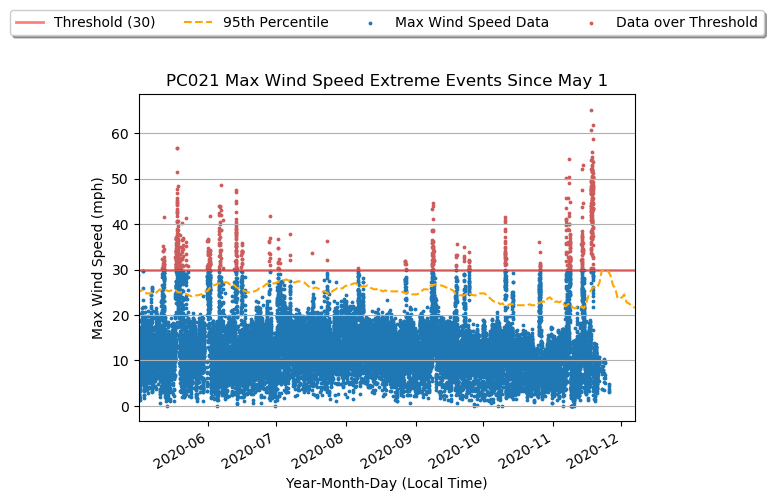 Threshold (30) 95th Percentile Max Wind Speed Data Data over Threshold
PC021 Max Wind Speed Extreme Events Since May 1
Max Wind Speed (mph)
60
50
40
30
20
10
0
2020-06 2020-07 2020-08 2020-09 2020-10 2020-11 2020-12
Year-Month-Day (Local Time)